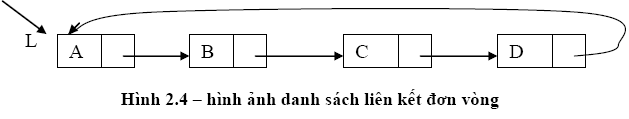 L A B C D
Hình 2.4 – hình ảnh danh sách liên kết đơn vòng